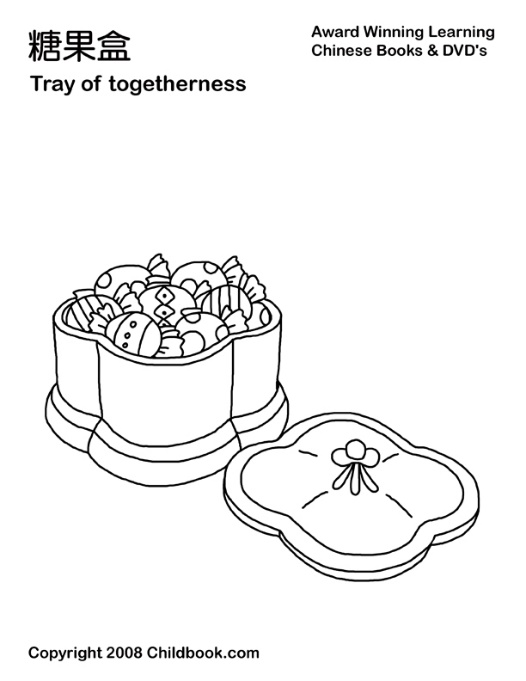 糖果盒
Tray of togetherness
Award Winning Learning
Chinese Books & DVD's
Copyright 2008 Childbook.com